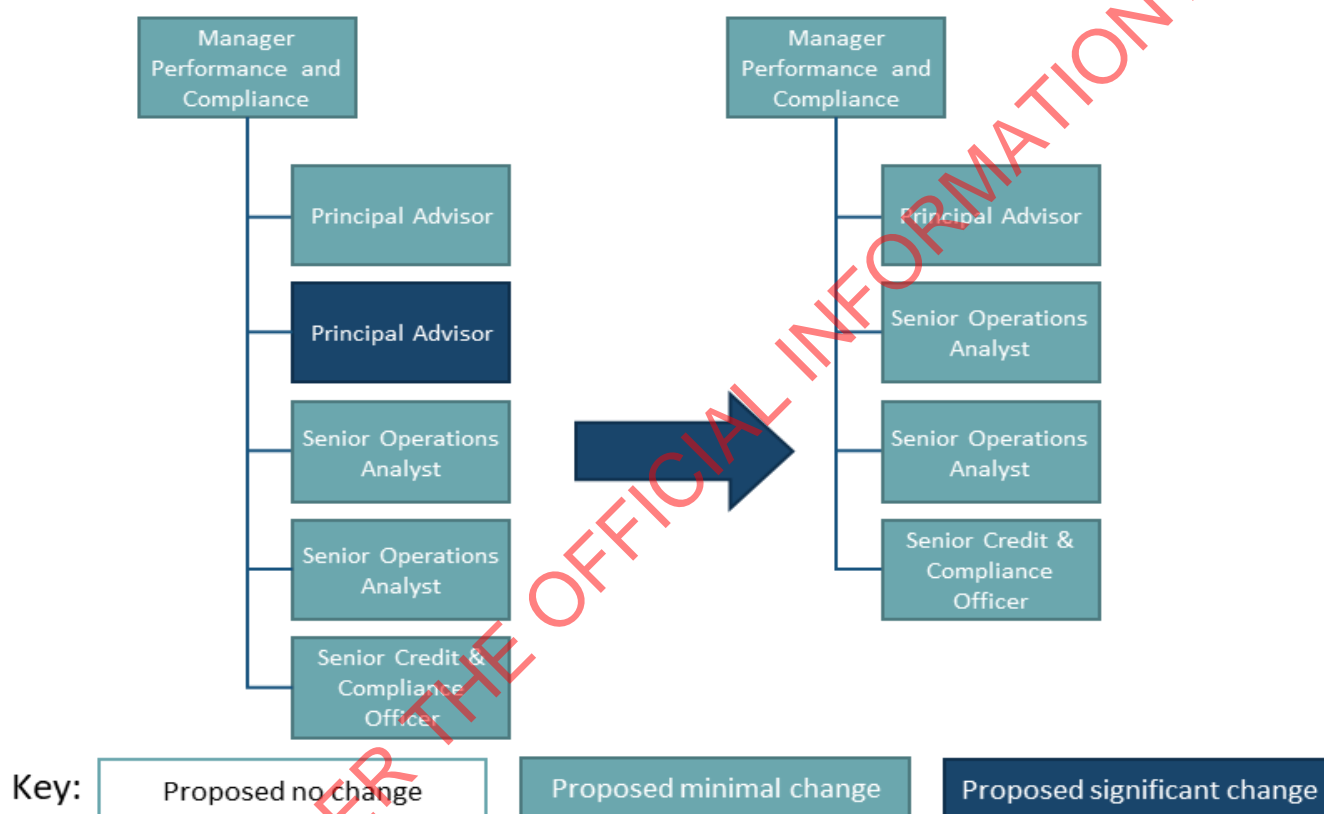 Manager
Performance and
Compliance
Principal Advisor
Principal Advisor
Senior Operations
Analyst
Senior Operations
Analyst
Senior Credit &
Compliance
Officer
Manager
Performance and
Compliance
Principal Advisor
Senior Operations
Analyst
Senior Operations
Analyst
Senior Credit &
Compliance
Officer
Key:
Proposed no change
Proposed minimal change
Proposed significant change
THE OFFICIAL INFORMATION